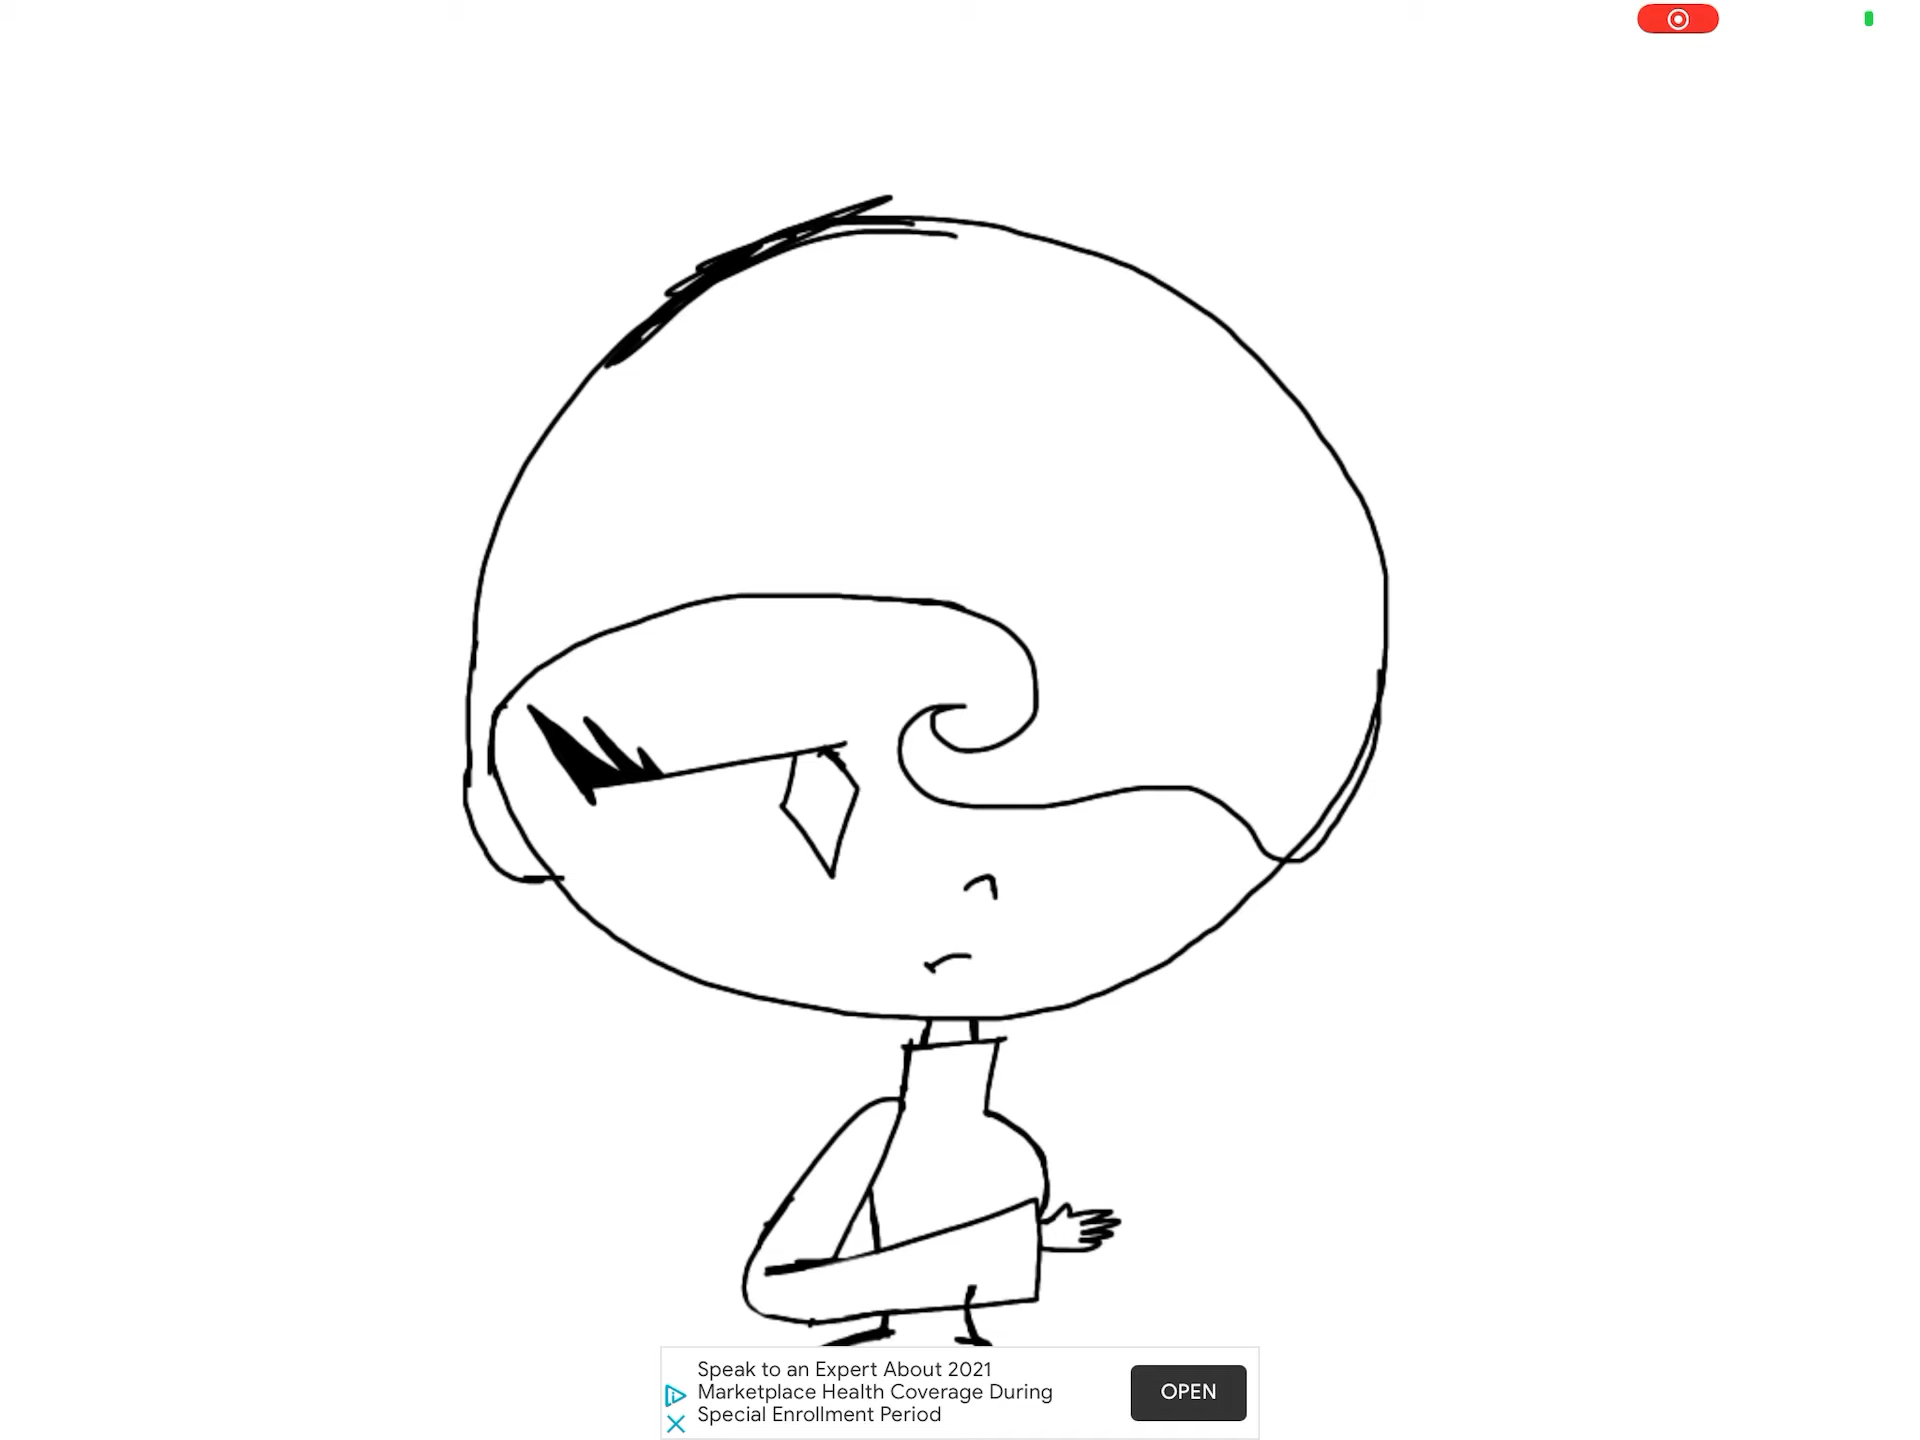 Speak to an Expert About 2021
Marketplace Health Coverage During
Special Enrollment Period
OPEN